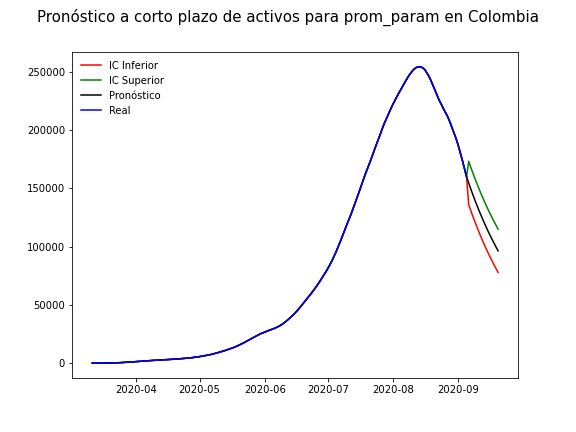 Pronóstico a corto plazo de activos para prom_param en Colombia
IC Inferior
IC Superior
Pronóstico
Real
250000
200000
150000
100000
50000
0
2020-04 2020-05 2020-06 2020-07 2020-08 2020-09